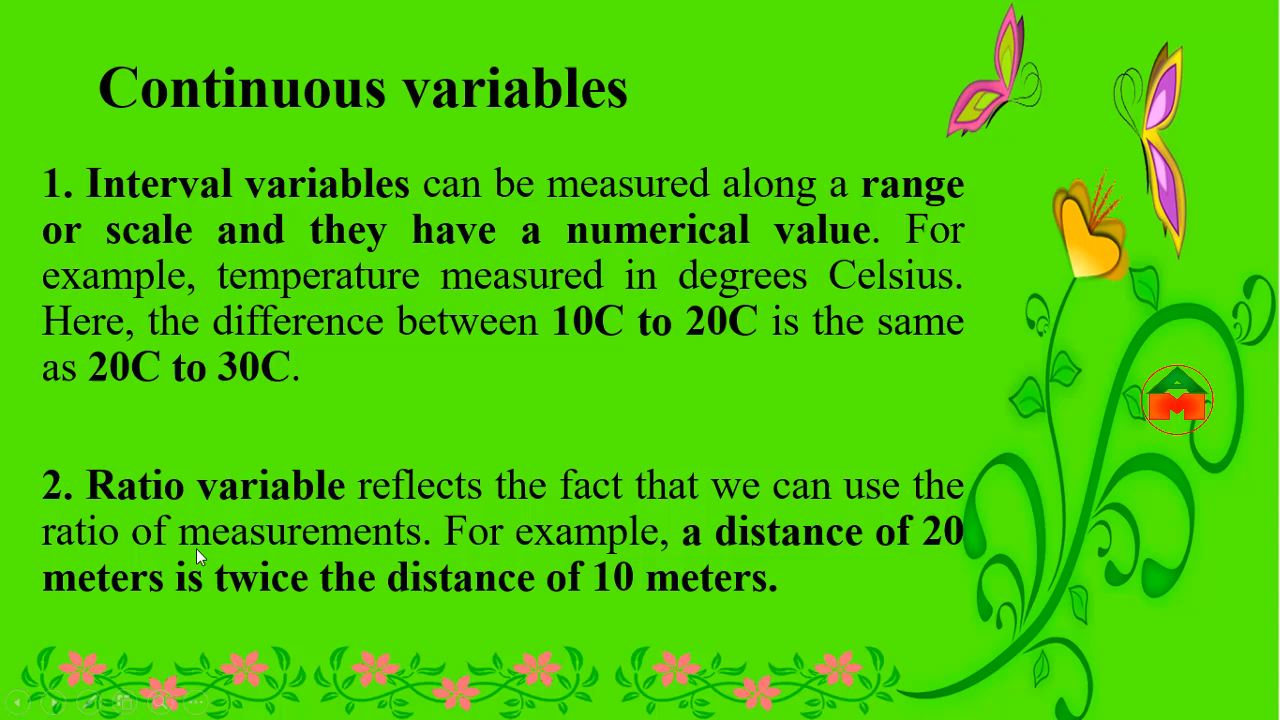 Continuous variables
1. Interval variables can be measured along a range
or scale and they have a numerical value. For
example, temperature measured in degrees Celsius.
Here, the difference between 10C to 20C is the same
as 20C to 30C.
2. Ratio variable reflects the fact that we can use the
ratio of measurements. For example, a distance of 20
meters is twice the distance of 10 meters.
AM